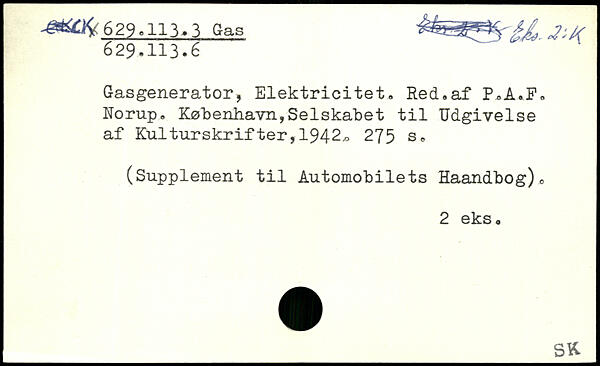 629.113.3 Gas Eks. 2:K
629.113.6
Gasgenerator, Elektricitet. Red.af P.A.F.
Norup. København,Selskabet til Udgivelse
af Kulturskrifter,1942. 275 s.
(Supplement til Automobilets Haandbog).
2 eks.
SK